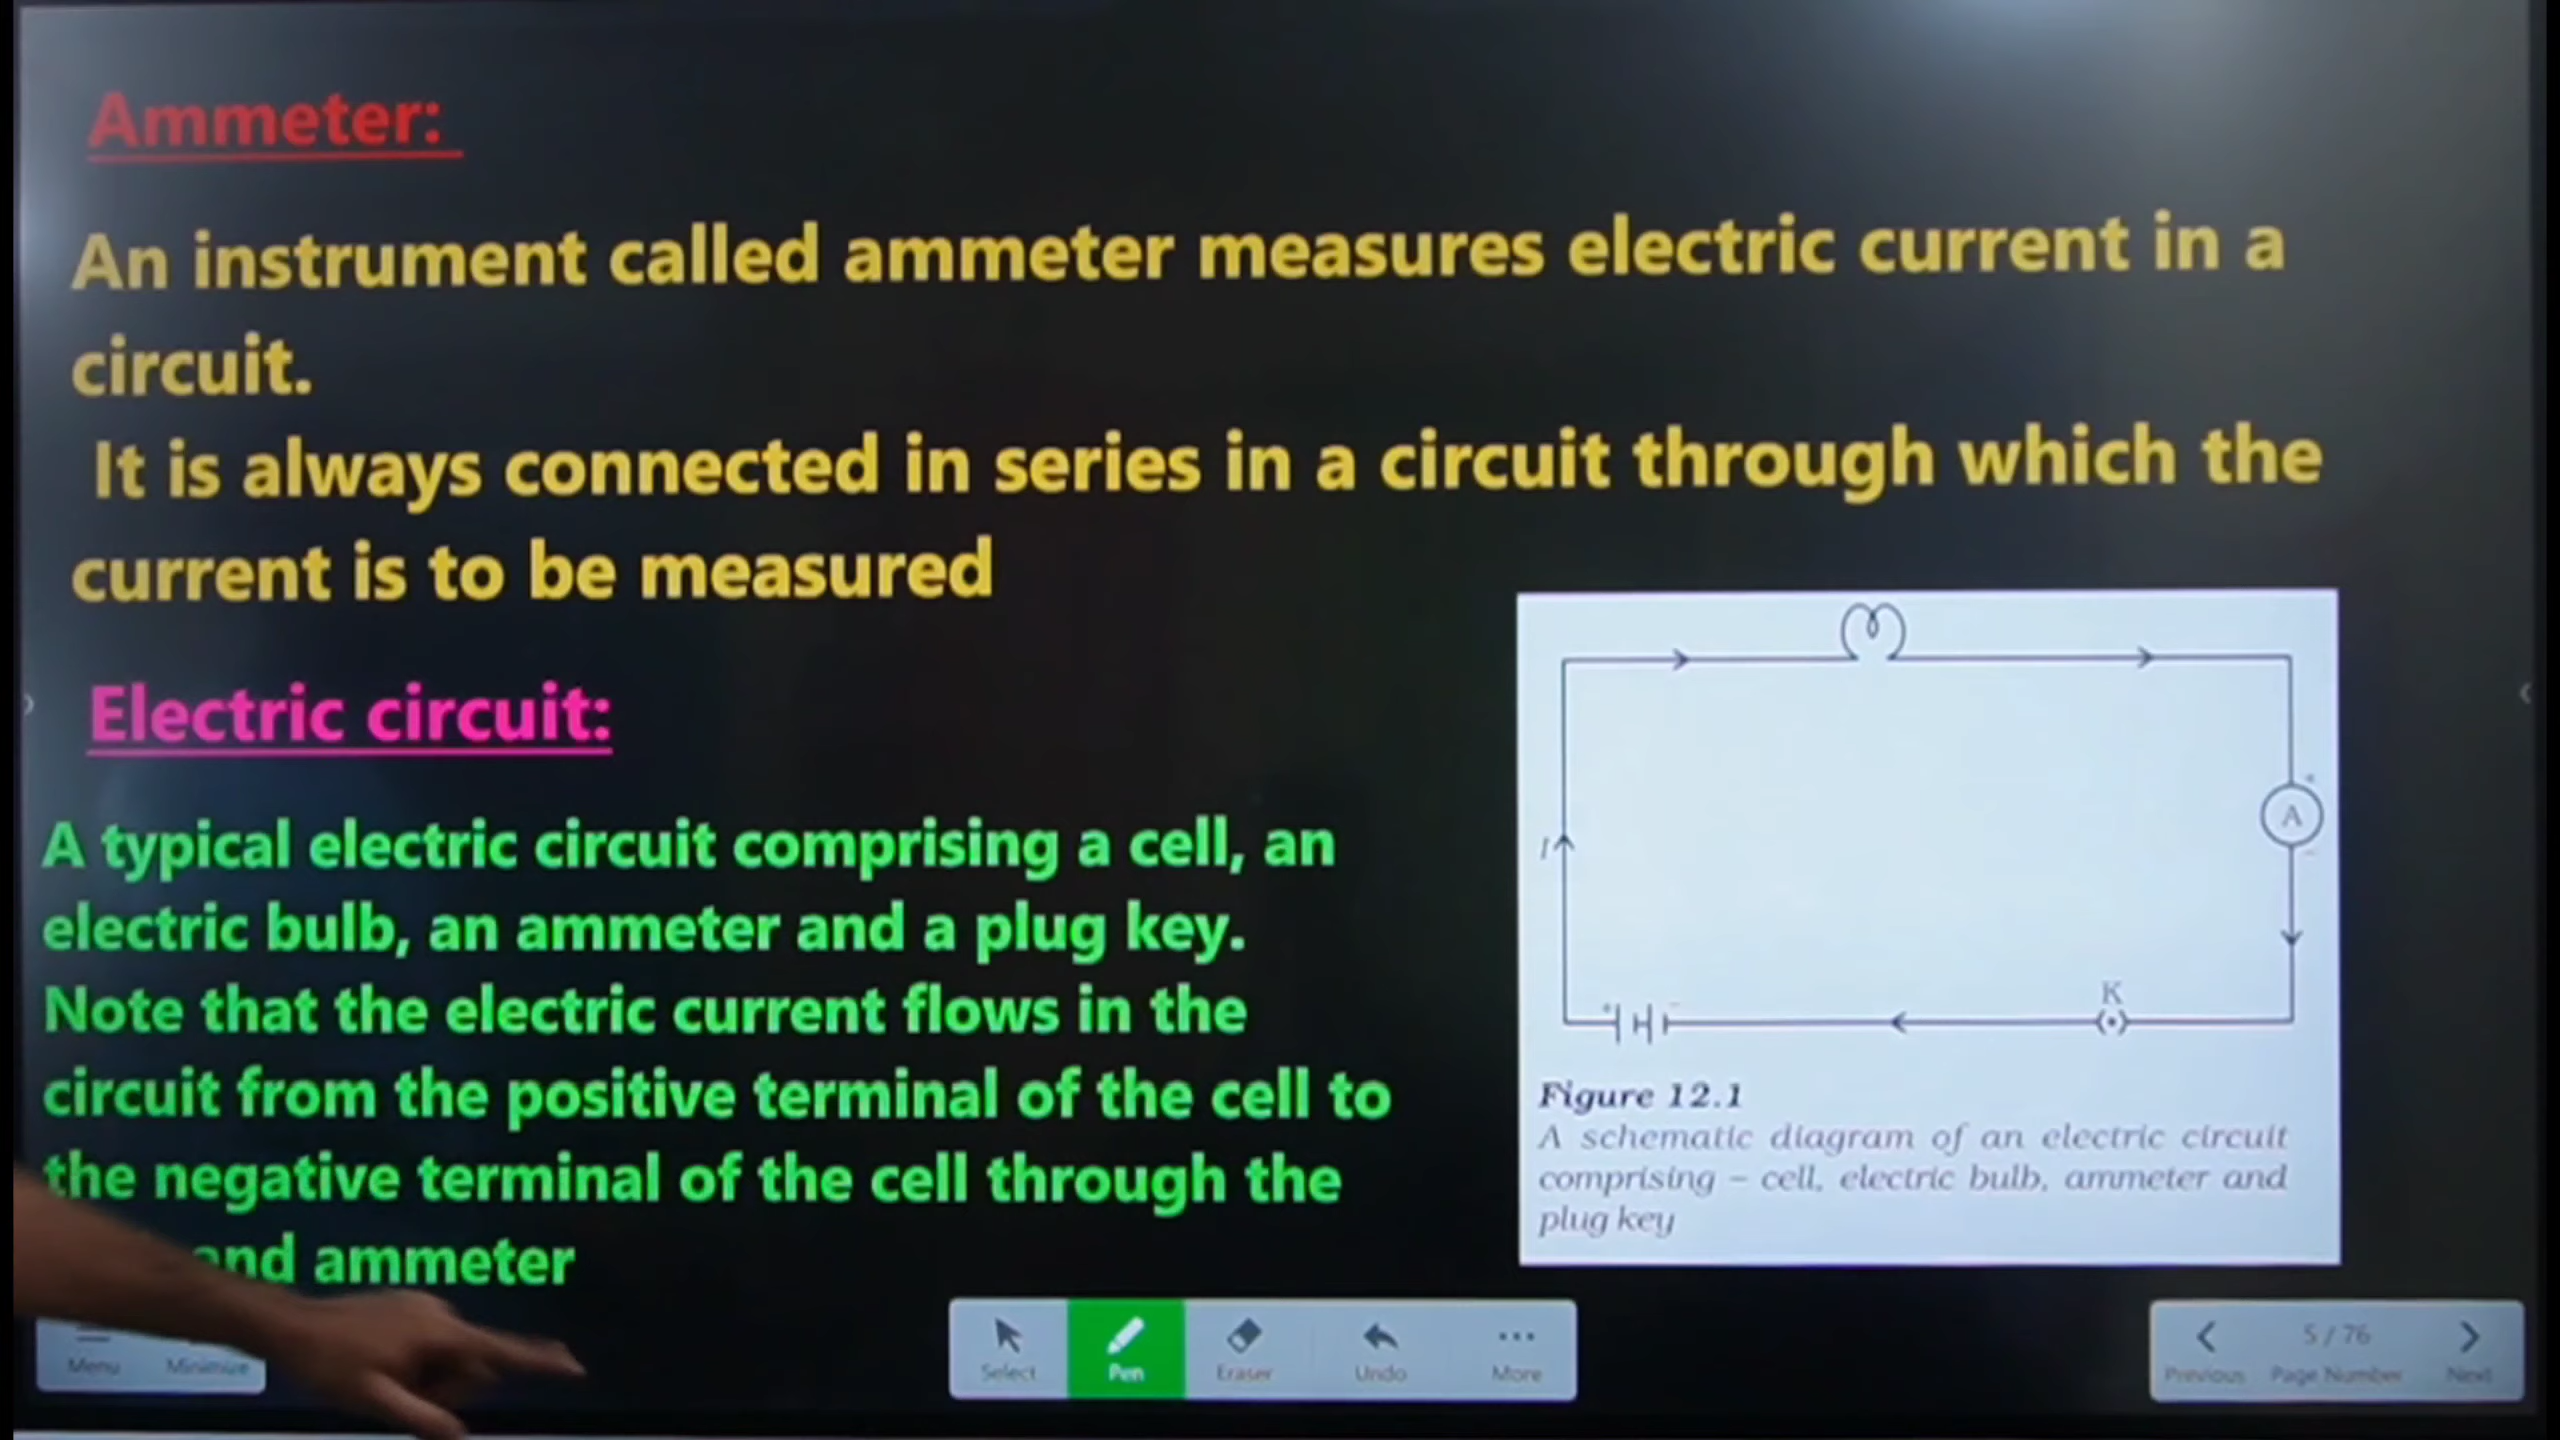 Ammeter:
An instrument called ammeter measures electric current in a
circuit.
It is always connected in series in a circuit through which the
current is to be measured
Electric circuit:
A typical electric circuit comprising a cell, an
electric bulb, an ammeter and a plug key.
Note that the electric current flows in the
circuit from the positive terminal of the cell to
the negative terminal of the cell through the
and ammeter
I
A
K
+
-
Figure 12.1
A schematic diagram of an electric circuit
comprising – cell, electric bulb, ammeter and
plug key
Menu Minimize
Select Pen Eraser Undo More
5 / 76
Previous Page Number Next